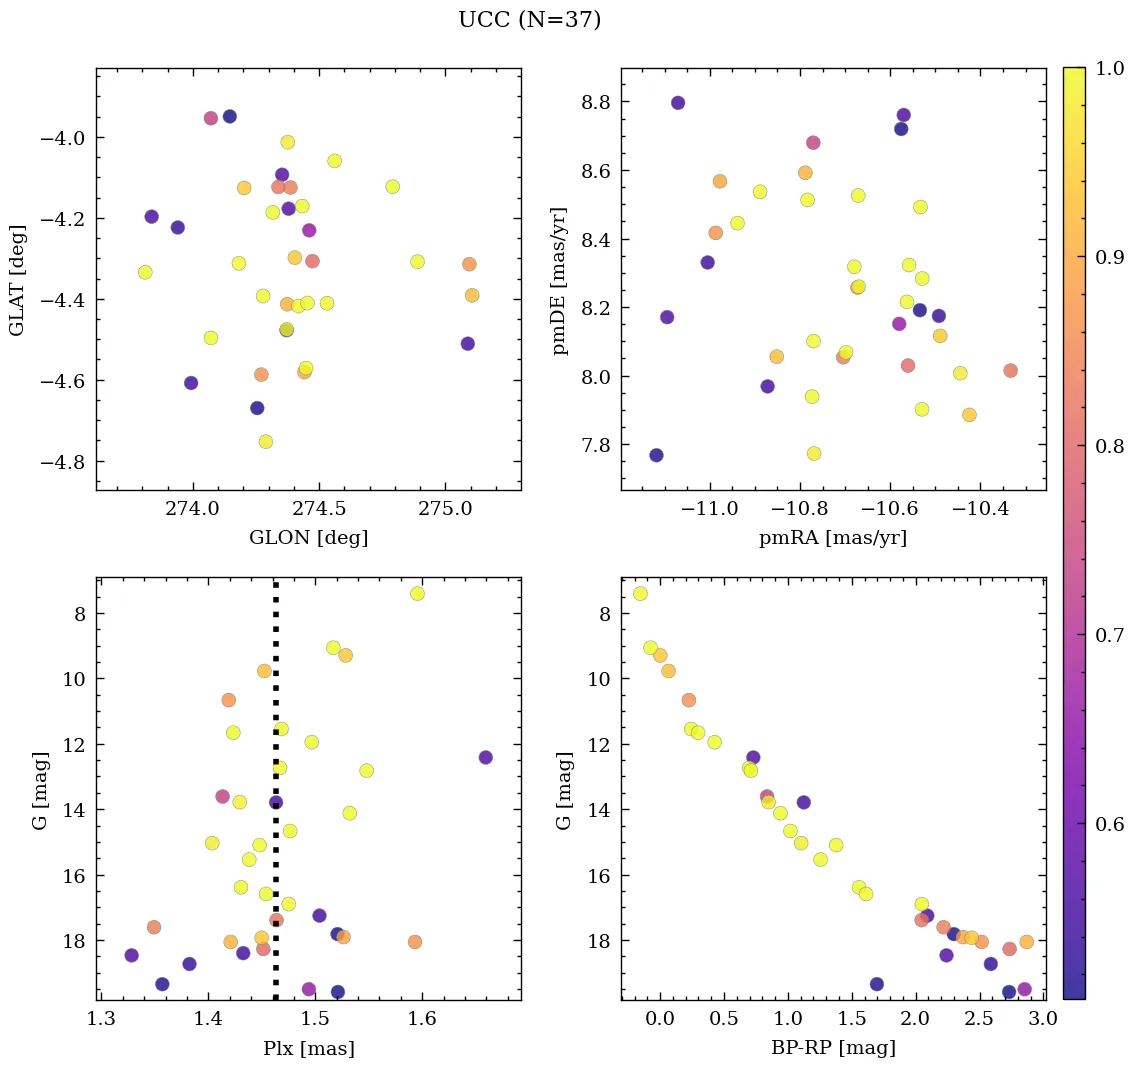 UCC (N=37)
−4.0
−4.2
−4.4
−4.6
−4.8
GLAT [deg]
274.0 274.5 275.0
GLON [deg]
8.8
8.6
8.4
8.2
8.0
7.8
pmDE [mas/yr]
−11.0 −10.8 −10.6 −10.4
pmRA [mas/yr]
8
10
12
14
16
18
G [mag]
1.3 1.4 1.5 1.6
Plx [mas]
8
10
12
14
16
18
G [mag]
0.0 0.5 1.0 1.5 2.0 2.5 3.0
BP-RP [mag]
1.0
0.9
0.8
0.7
0.6